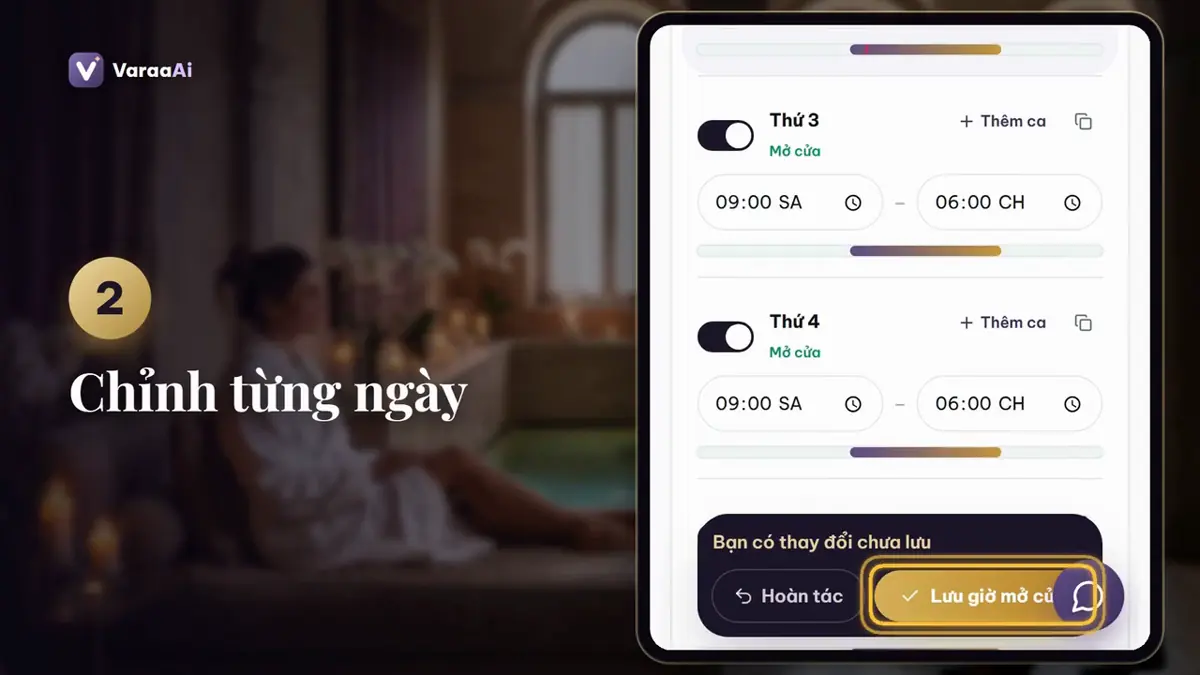 VaraaAi
2
Chỉnh từng ngày
Thứ 3
+ Thêm ca
Mở cửa
09:00 SA
–
06:00 CH
Thứ 4
+ Thêm ca
Mở cửa
09:00 SA
–
06:00 CH
Bạn có thay đổi chưa lưu
Hoàn tác
Lưu giờ mở